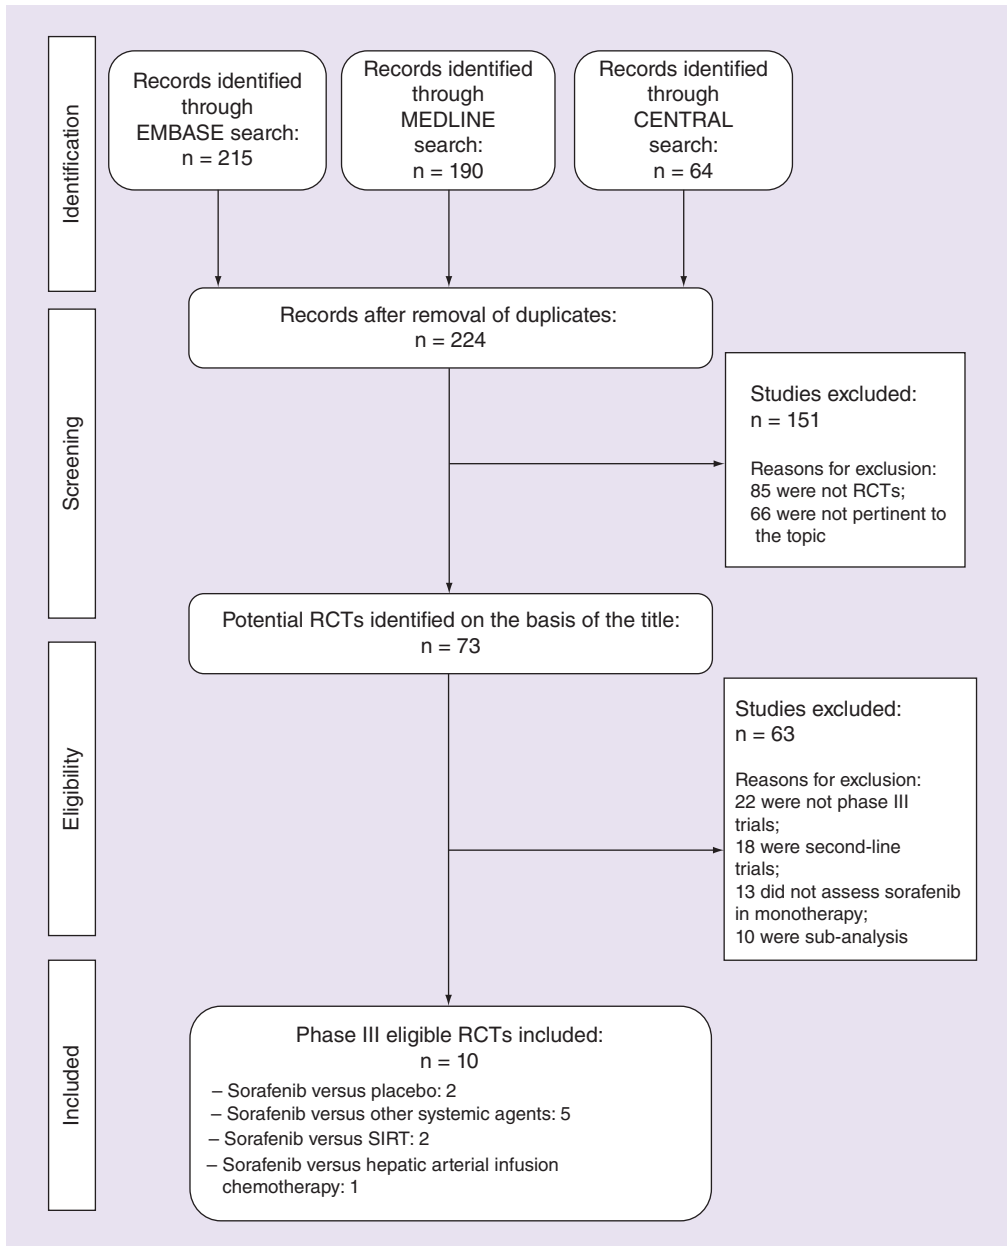 Identification
Records identified
through
EMBASE search:
n = 215
Records identified
through
MEDLINE
search:
n = 190
Records identified
through
CENTRAL
search:
n = 64
Screening
Records after removal of duplicates:
n = 224
Studies excluded:
n = 151
Reasons for exclusion:
85 were not RCTs;
66 were not pertinent to
the topic
Potential RCTs identified on the basis of the title:
n = 73
Eligibility
Studies excluded:
n = 63
Reasons for exclusion:
22 were not phase III
trials;
18 were second-line
trials;
13 did not assess sorafenib
in monotherapy;
10 were sub-analysis
Included
Phase III eligible RCTs included:
n = 10
– Sorafenib versus placebo: 2
– Sorafenib versus other systemic agents: 5
– Sorafenib versus SIRT: 2
– Sorafenib versus hepatic arterial infusion
chemotherapy: 1